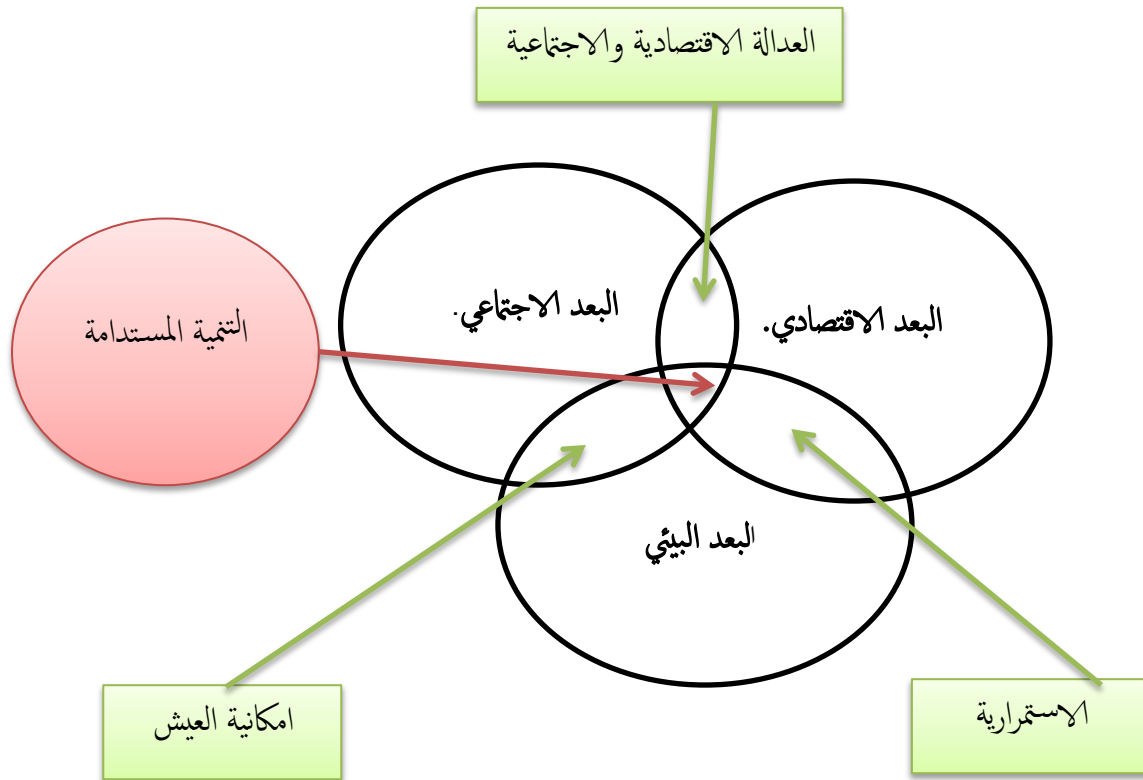 العدالة الاقتصادية والاجتماعية
البعد الاقتصادي.
البعد الاجتماعي.
التنمية المستدامة
البعد البيئي
الاستمرارية
امكانية العيش